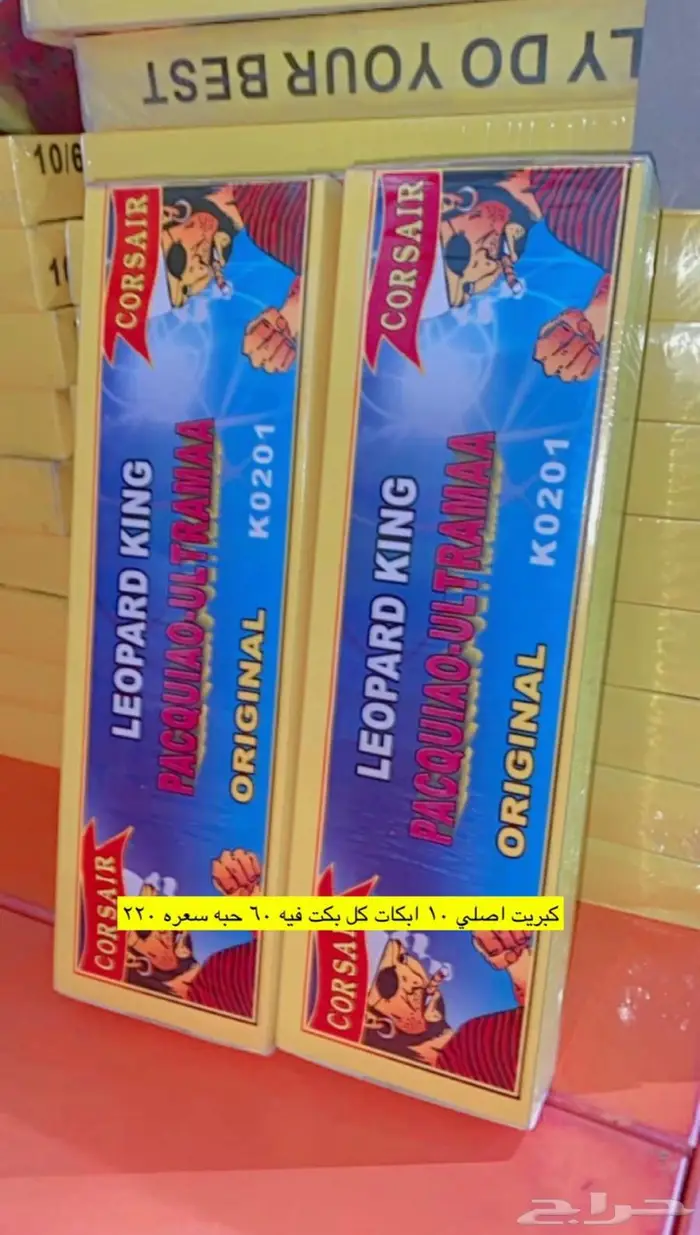 LY DO YOUR BEST
10/6
CORSAIR
LEOPARD KING
PACQUIAO-ULTRAMAA
ORIGINAL
K0201
CORSAIR
CORSAIR
LEOPARD KING
PACQUIAO-ULTRAMAA
ORIGINAL
K0201
CORSA
كبريت اصلي ١٠ ابكات كل بكت فيه ٦٠ حبه سعره ٢٢٠
حراج